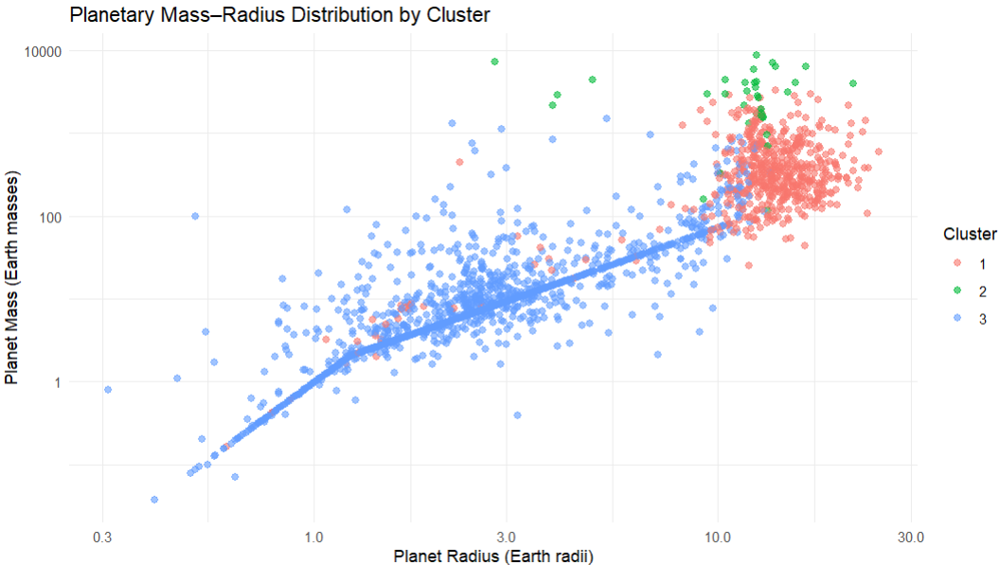 Planetary Mass–Radius Distribution by Cluster
10000
100
1
Planet Mass (Earth masses)
0.3 1.0 3.0 10.0 30.0
Planet Radius (Earth radii)
Cluster
1
2
3